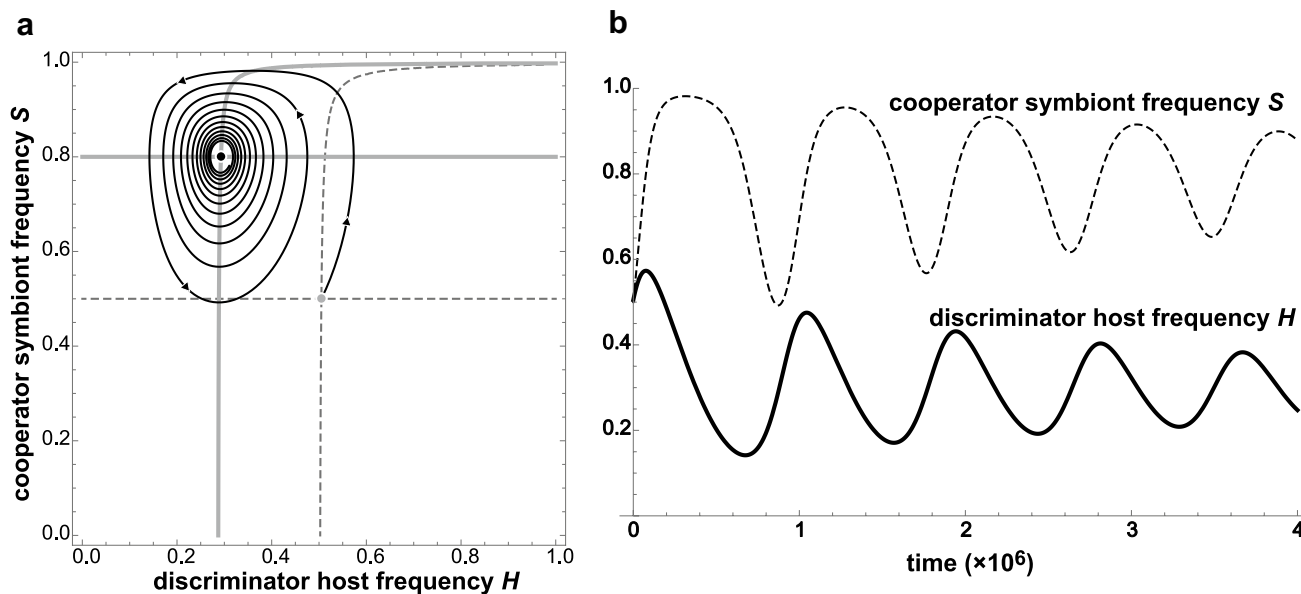 a
1.0
0.8
0.6
0.4
0.2
0.0
cooperator symbiont frequency S
0.0 0.2 0.4 0.6 0.8 1.0
discriminator host frequency H
b
1.0
0.8
0.6
0.4
0.2
cooperator symbiont frequency S
discriminator host frequency H
0 1 2 3 4
time (×10⁶)